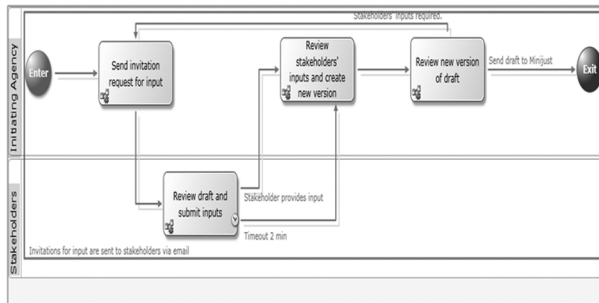 Stakeholders' inputs required.
Initiating Agency
Enter
Send invitation
request for input
Review
stakeholders'
inputs and create
new version
Review new version
of draft
Send draft to Minijust
Exit
Stakeholders
Review draft and
submit inputs
Stakeholder provides input
Timeout 2 min
Invitations for input are sent to stakeholders via email